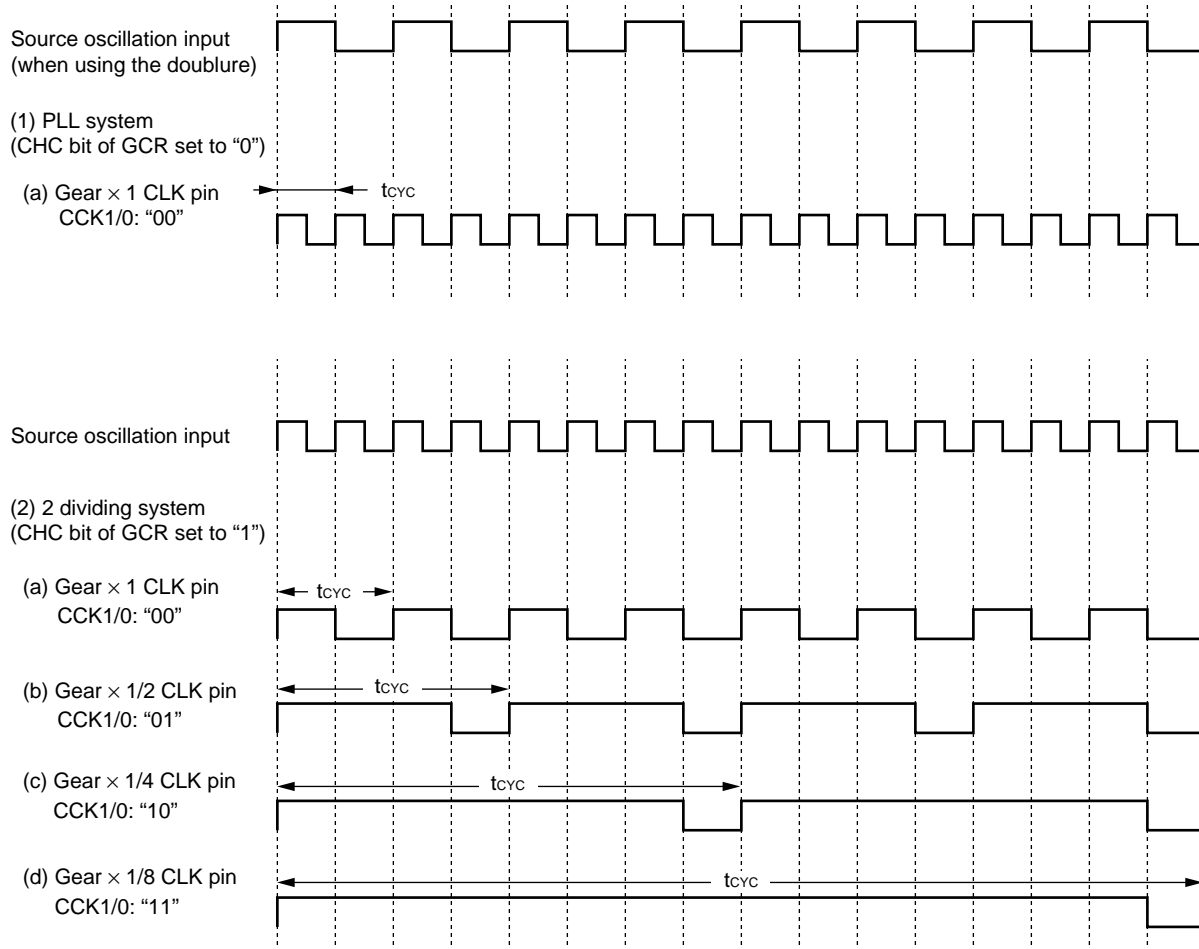 Source oscillation input
(when using the doublure)
(1) PLL system
(CHC bit of GCR set to “0”)
(a) Gear × 1 CLK pin
CCK1/0: “00”
tCYC
Source oscillation input
(2) 2 dividing system
(CHC bit of GCR set to “1”)
(a) Gear × 1 CLK pin
CCK1/0: “00”
tCYC
(b) Gear × 1/2 CLK pin
CCK1/0: “01”
tCYC
(c) Gear × 1/4 CLK pin
CCK1/0: “10”
tCYC
(d) Gear × 1/8 CLK pin
CCK1/0: “11”
tCYC